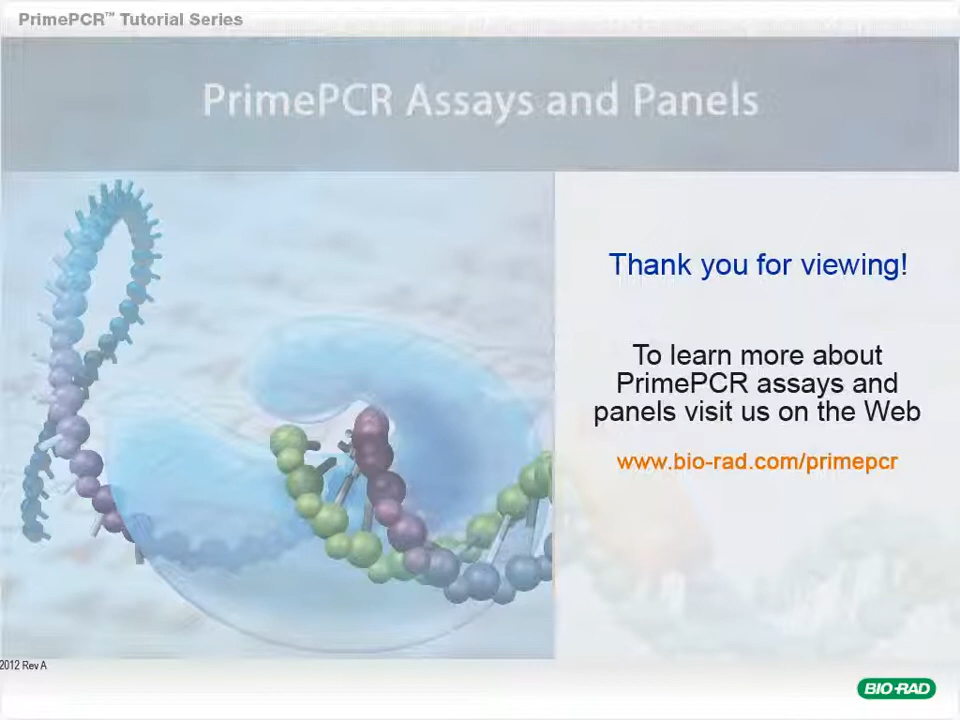 PrimePCR™ Tutorial Series
PrimePCR Assays and Panels
Thank you for viewing!
To learn more about
PrimePCR assays and
panels visit us on the Web
www.bio-rad.com/primepcr
2012 Rev A
BIO-RAD